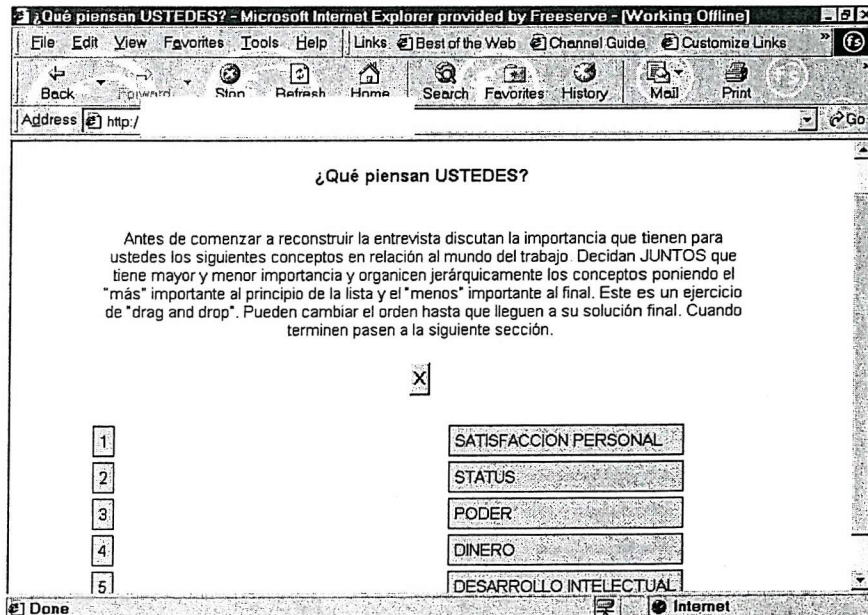 ¿Qué piensan USTEDES? - Microsoft Internet Explorer provided by Freeserve - [Working Offline]
File Edit View Favorites Tools Help Links Best of the Web Channel Guide Customize Links »
Back Forward Stop Refresh Home Search Favorites History Mail Print
Address http:/ Go
¿Qué piensan USTEDES?
Antes de comenzar a reconstruir la entrevista discutan la importancia que tienen para
ustedes los siguientes conceptos en relación al mundo del trabajo. Decidan JUNTOS que
tiene mayor y menor importancia y organicen jerárquicamente los conceptos poniendo el
"más" importante al principio de la lista y el "menos" importante al final. Este es un ejercicio
de "drag and drop". Pueden cambiar el orden hasta que lleguen a su solución final. Cuando
terminen pasen a la siguiente sección.
X
1 SATISFACCION PERSONAL
2 STATUS
3 PODER
4 DINERO
5 DESARROLLO INTELECTUAL
Done Internet